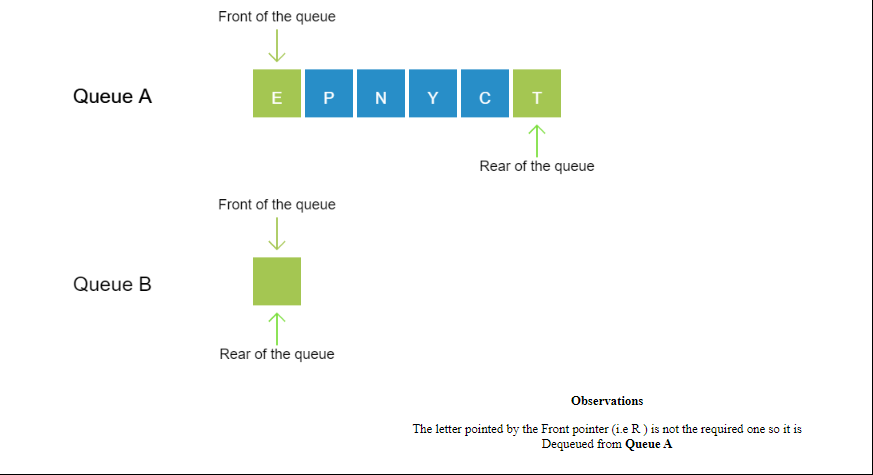 Front of the queue
Queue A
E P N Y C T
Rear of the queue
Front of the queue
Queue B
Rear of the queue
Observations
The letter pointed by the Front pointer (i.e R ) is not the required one so it is
Dequeued from Queue A